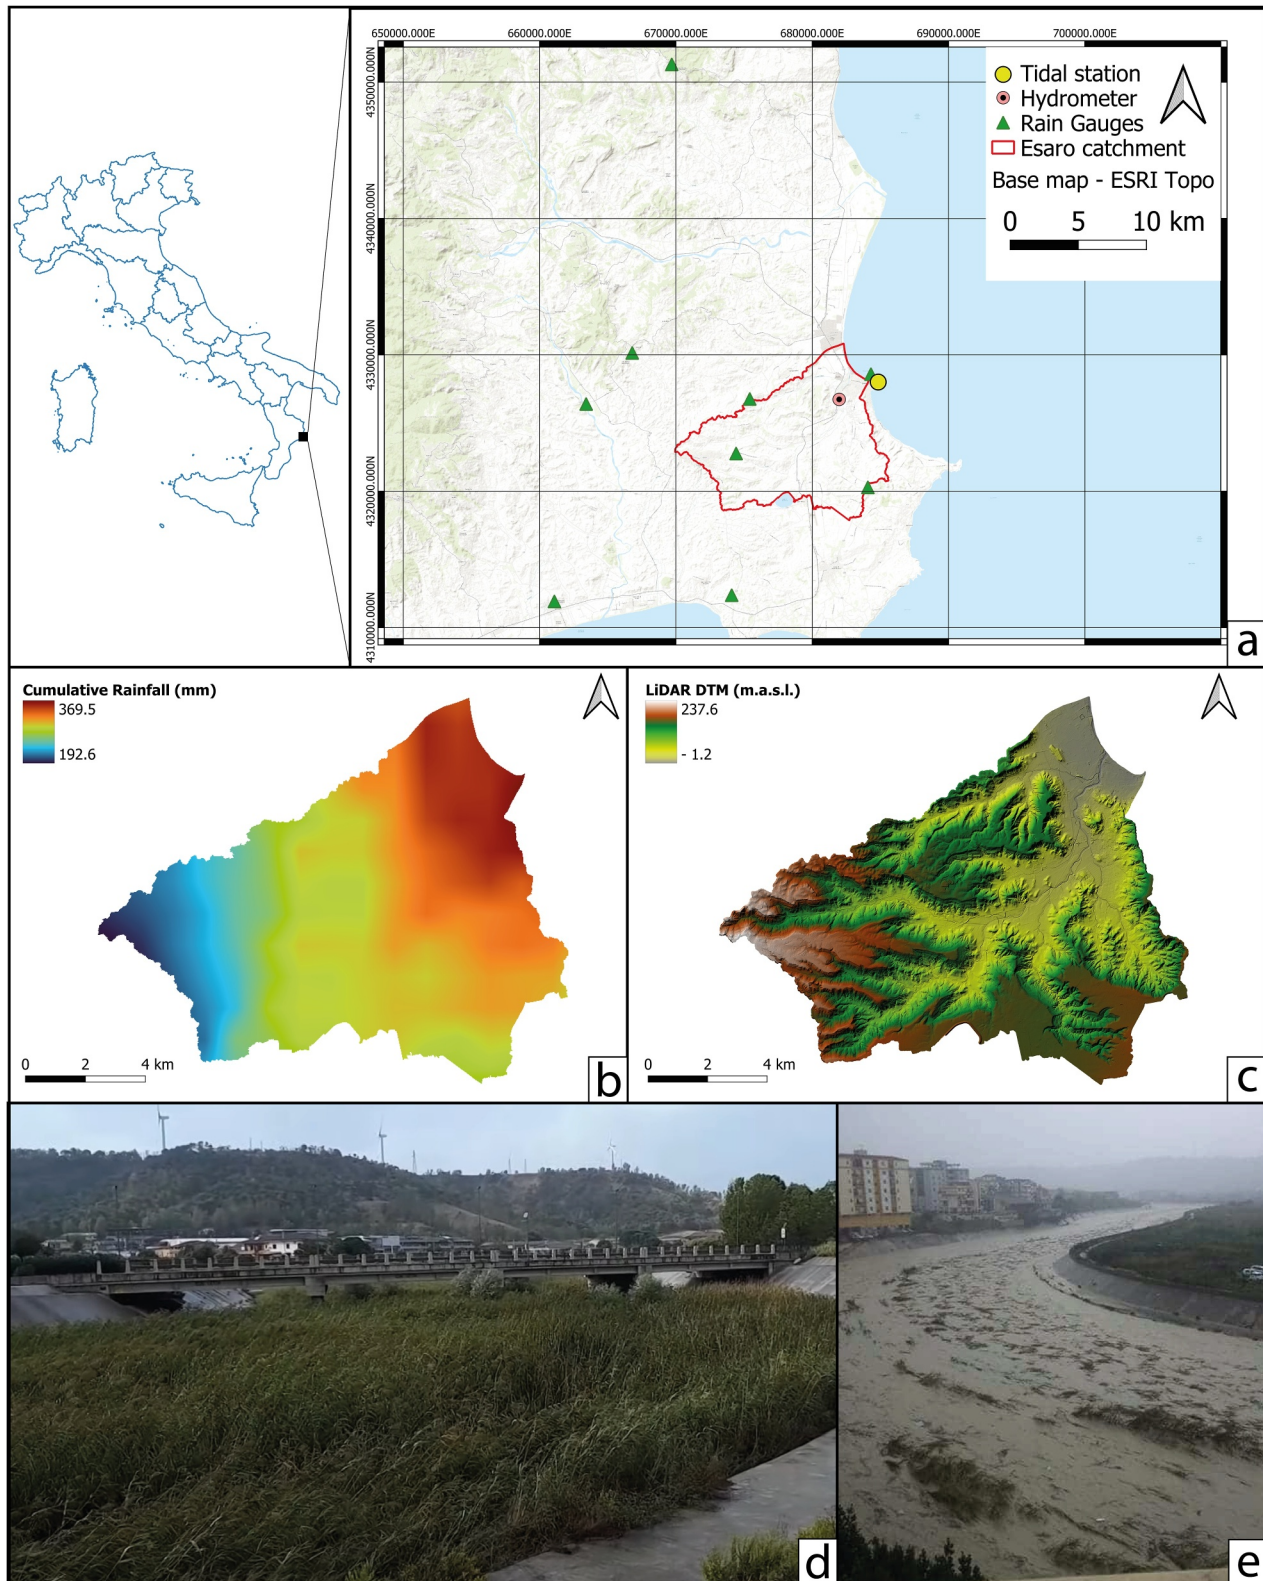 650000.000E 660000.000E 670000.000E 680000.000E 690000.000E 700000.000E
4350000.000N
4340000.000N
4330000.000N
4320000.000N
4310000.000N
Tidal station
Hydrometer
Rain Gauges
Esaro catchment
Base map - ESRI Topo
0 5 10 km
a
Cumulative Rainfall (mm)
369.5
192.6
0 2 4 km
b
LiDAR DTM (m.a.s.l.)
237.6
- 1.2
0 2 4 km
c
d
e